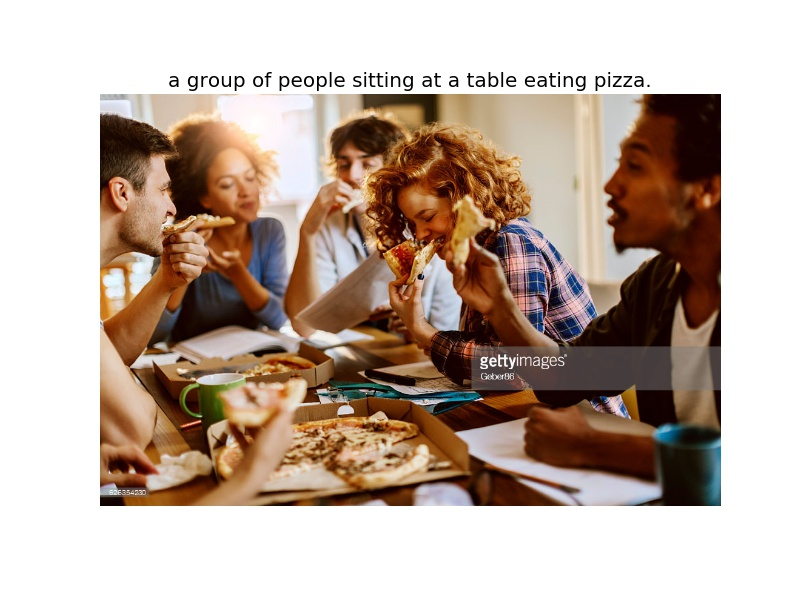 a group of people sitting at a table eating pizza.
gettyimages®
Geber86